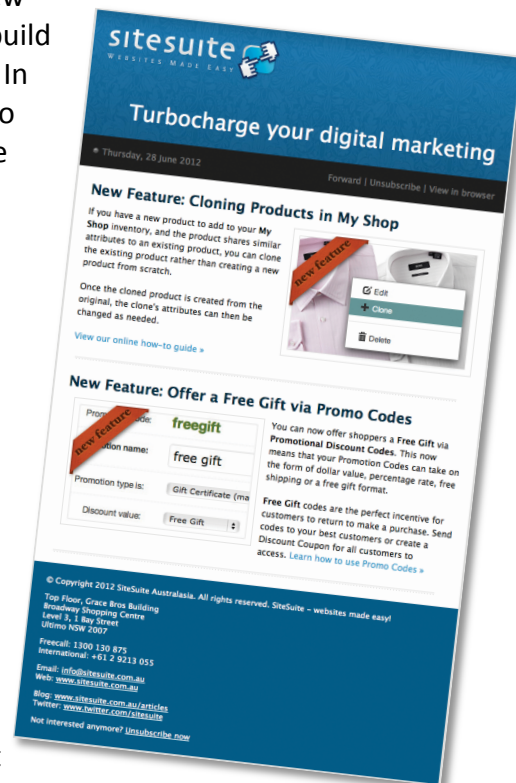 w
build
In
o
e
sitesuite
WEBSITES MADE EASY
Turbocharge your digital marketing
Thursday, 28 June 2012
Forward | Unsubscribe | View in browser
New Feature: Cloning Products in My Shop
If you have a new product to add to your My
Shop inventory, and the product shares similar
attributes to an existing product, you can clone
the existing product rather than creating a new
product from scratch.
Once the cloned product is created from the
original, the clone's attributes can then be
changed as needed.
View our online how-to guide »
new feature
Edit
Clone
Delete
New Feature: Offer a Free Gift via Promo Codes
new feature
freegift
free gift
Promotion type is:
Gift Certificate (ma
Discount value:
Free Gift
You can now offer shoppers a Free Gift via
Promotional Discount Codes. This now
means that your Promotion Codes can take on
the form of dollar value, percentage rate, free
shipping or a free gift format.
Free Gift codes are the perfect incentive for
customers to return to make a purchase. Send
codes to your best customers or create a
Discount Coupon for all customers to
access. Learn how to use Promo Codes »
© Copyright 2012 SiteSuite Australasia. All rights reserved. SiteSuite - websites made easy!
Top Floor, Grace Bros Building
Broadway Shopping Centre
Level 3, 1 Bay Street
Ultimo NSW 2007
Freecall: 1300 130 875
International: +61 2 9213 055
Email: info@sitesuite.com.au
Web: www.sitesuite.com.au
Blog: www.sitesuite.com.au/articles
Twitter: www.twitter.com/sitesuite
Not interested anymore? Unsubscribe now